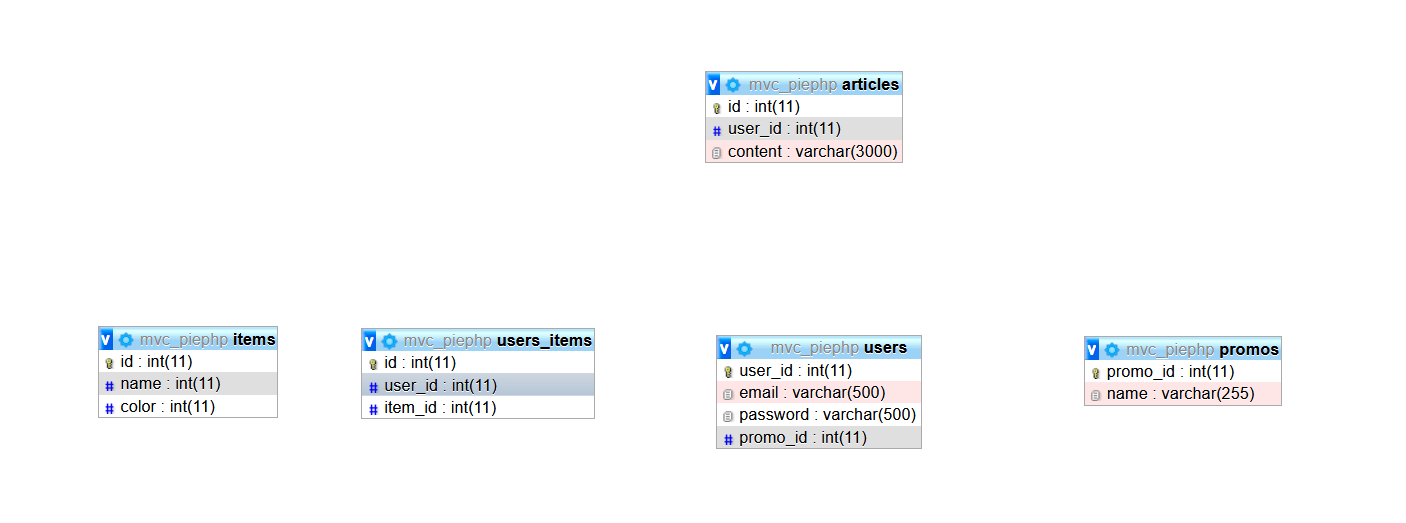 v mvc_piephp articles
id : int(11)
# user_id : int(11)
content : varchar(3000)
v mvc_piephp items
id : int(11)
# name : int(11)
# color : int(11)
v mvc_piephp users_items
id : int(11)
# user_id : int(11)
# item_id : int(11)
v mvc_piephp users
user_id : int(11)
email : varchar(500)
password : varchar(500)
# promo_id : int(11)
v mvc_piephp promos
promo_id : int(11)
name : varchar(255)